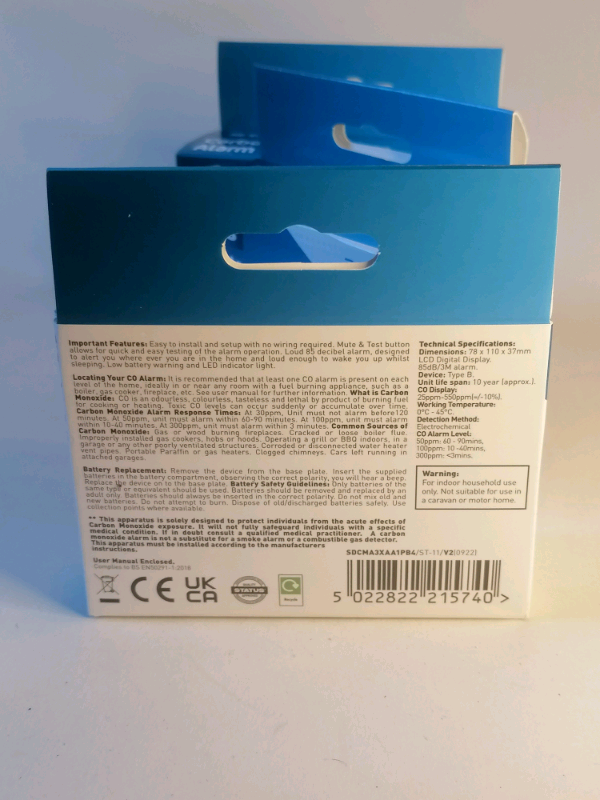 Carbo
Alarm
Important Features: Easy to install and setup with no wiring required. Mute & Test button
allows for quick and easy testing of the alarm operation. Loud 85 decibel alarm, designed
to alert you where ever you are in the home and loud enough to wake you up whilst
sleeping. Low battery warning and LED indicator light.
Locating Your CO Alarm: It is recommended that at least one CO alarm is present on each
level of the home, ideally in or near any room with a fuel burning appliance, such as a
boiler, gas cooker, fireplace, etc. See user manual for further information. What is Carbon
Monoxide: CO is an odourless, colourless, tasteless and lethal by product of burning fuel
for cooking or heating. Toxic CO levels can occur suddenly or accumulate over time.
Carbon Monoxide Alarm Response Times: At 30ppm, Unit must not alarm before120
minutes. At 50ppm, unit must alarm within 60-90 minutes. At 100ppm, unit must alarm
within 10-40 minutes. At 300ppm, unit must alarm within 3 minutes. Common Sources of
Carbon Monoxide: Gas or wood burning fireplaces. Cracked or loose boiler flue.
Improperly installed gas cookers, hobs or hoods. Operating a grill or BBQ indoors, in a
garage or any other poorly ventilated structures. Corroded or disconnected water heater
vent pipes. Portable Paraffin or gas heaters. Clogged chimneys. Cars left running in
attached garages.
Battery Replacement: Remove the device from the base plate. Insert the supplied
batteries in the battery compartment, observing the correct polarity, you will hear a beep.
Replace the device on to the base plate. Battery Safety Guidelines: Only batteries of the
same type or equivalent should be used. Batteries should be removed and replaced by an
adult only. Batteries should always be inserted in the correct polarity. Do not mix old and
new batteries. Do not attempt to burn. Dispose of old/discharged batteries safely. Use
collection points where available.
** This apparatus is solely designed to protect individuals from the acute effects of
Carbon Monoxide exposure. It will not fully safeguard individuals with a specific
medical condition. If in doubt consult a qualified medical practitioner. A carbon
monoxide alarm is not a substitute for a smoke alarm or a combustible gas detector.
This apparatus must be installed according to the manufacturers
instructions.
User Manual Enclosed.
Complies to BS EN50291-1:2018
CE UK
CA
STATUS
Recycle
Technical Specifications:
Dimensions: 78 x 110 x 37mm
LCD Digital Display.
85dB/3M alarm.
Device: Type B.
Unit life span: 10 year (approx.).
CO Display:
25ppm-550ppm(+/-10%).
Working Temperature:
0°C - 45°C.
Detection Method:
Electrochemical
CO Alarm Level:
50ppm: 60 - 90mins,
100ppm: 10 -40mins,
300ppm: <3mins.
Warning:
For indoor household use
only. Not suitable for use in
a caravan or motor home.
SDCMA3XAA1PB4/ST-11/V2(0922)
5 022822 215740 >